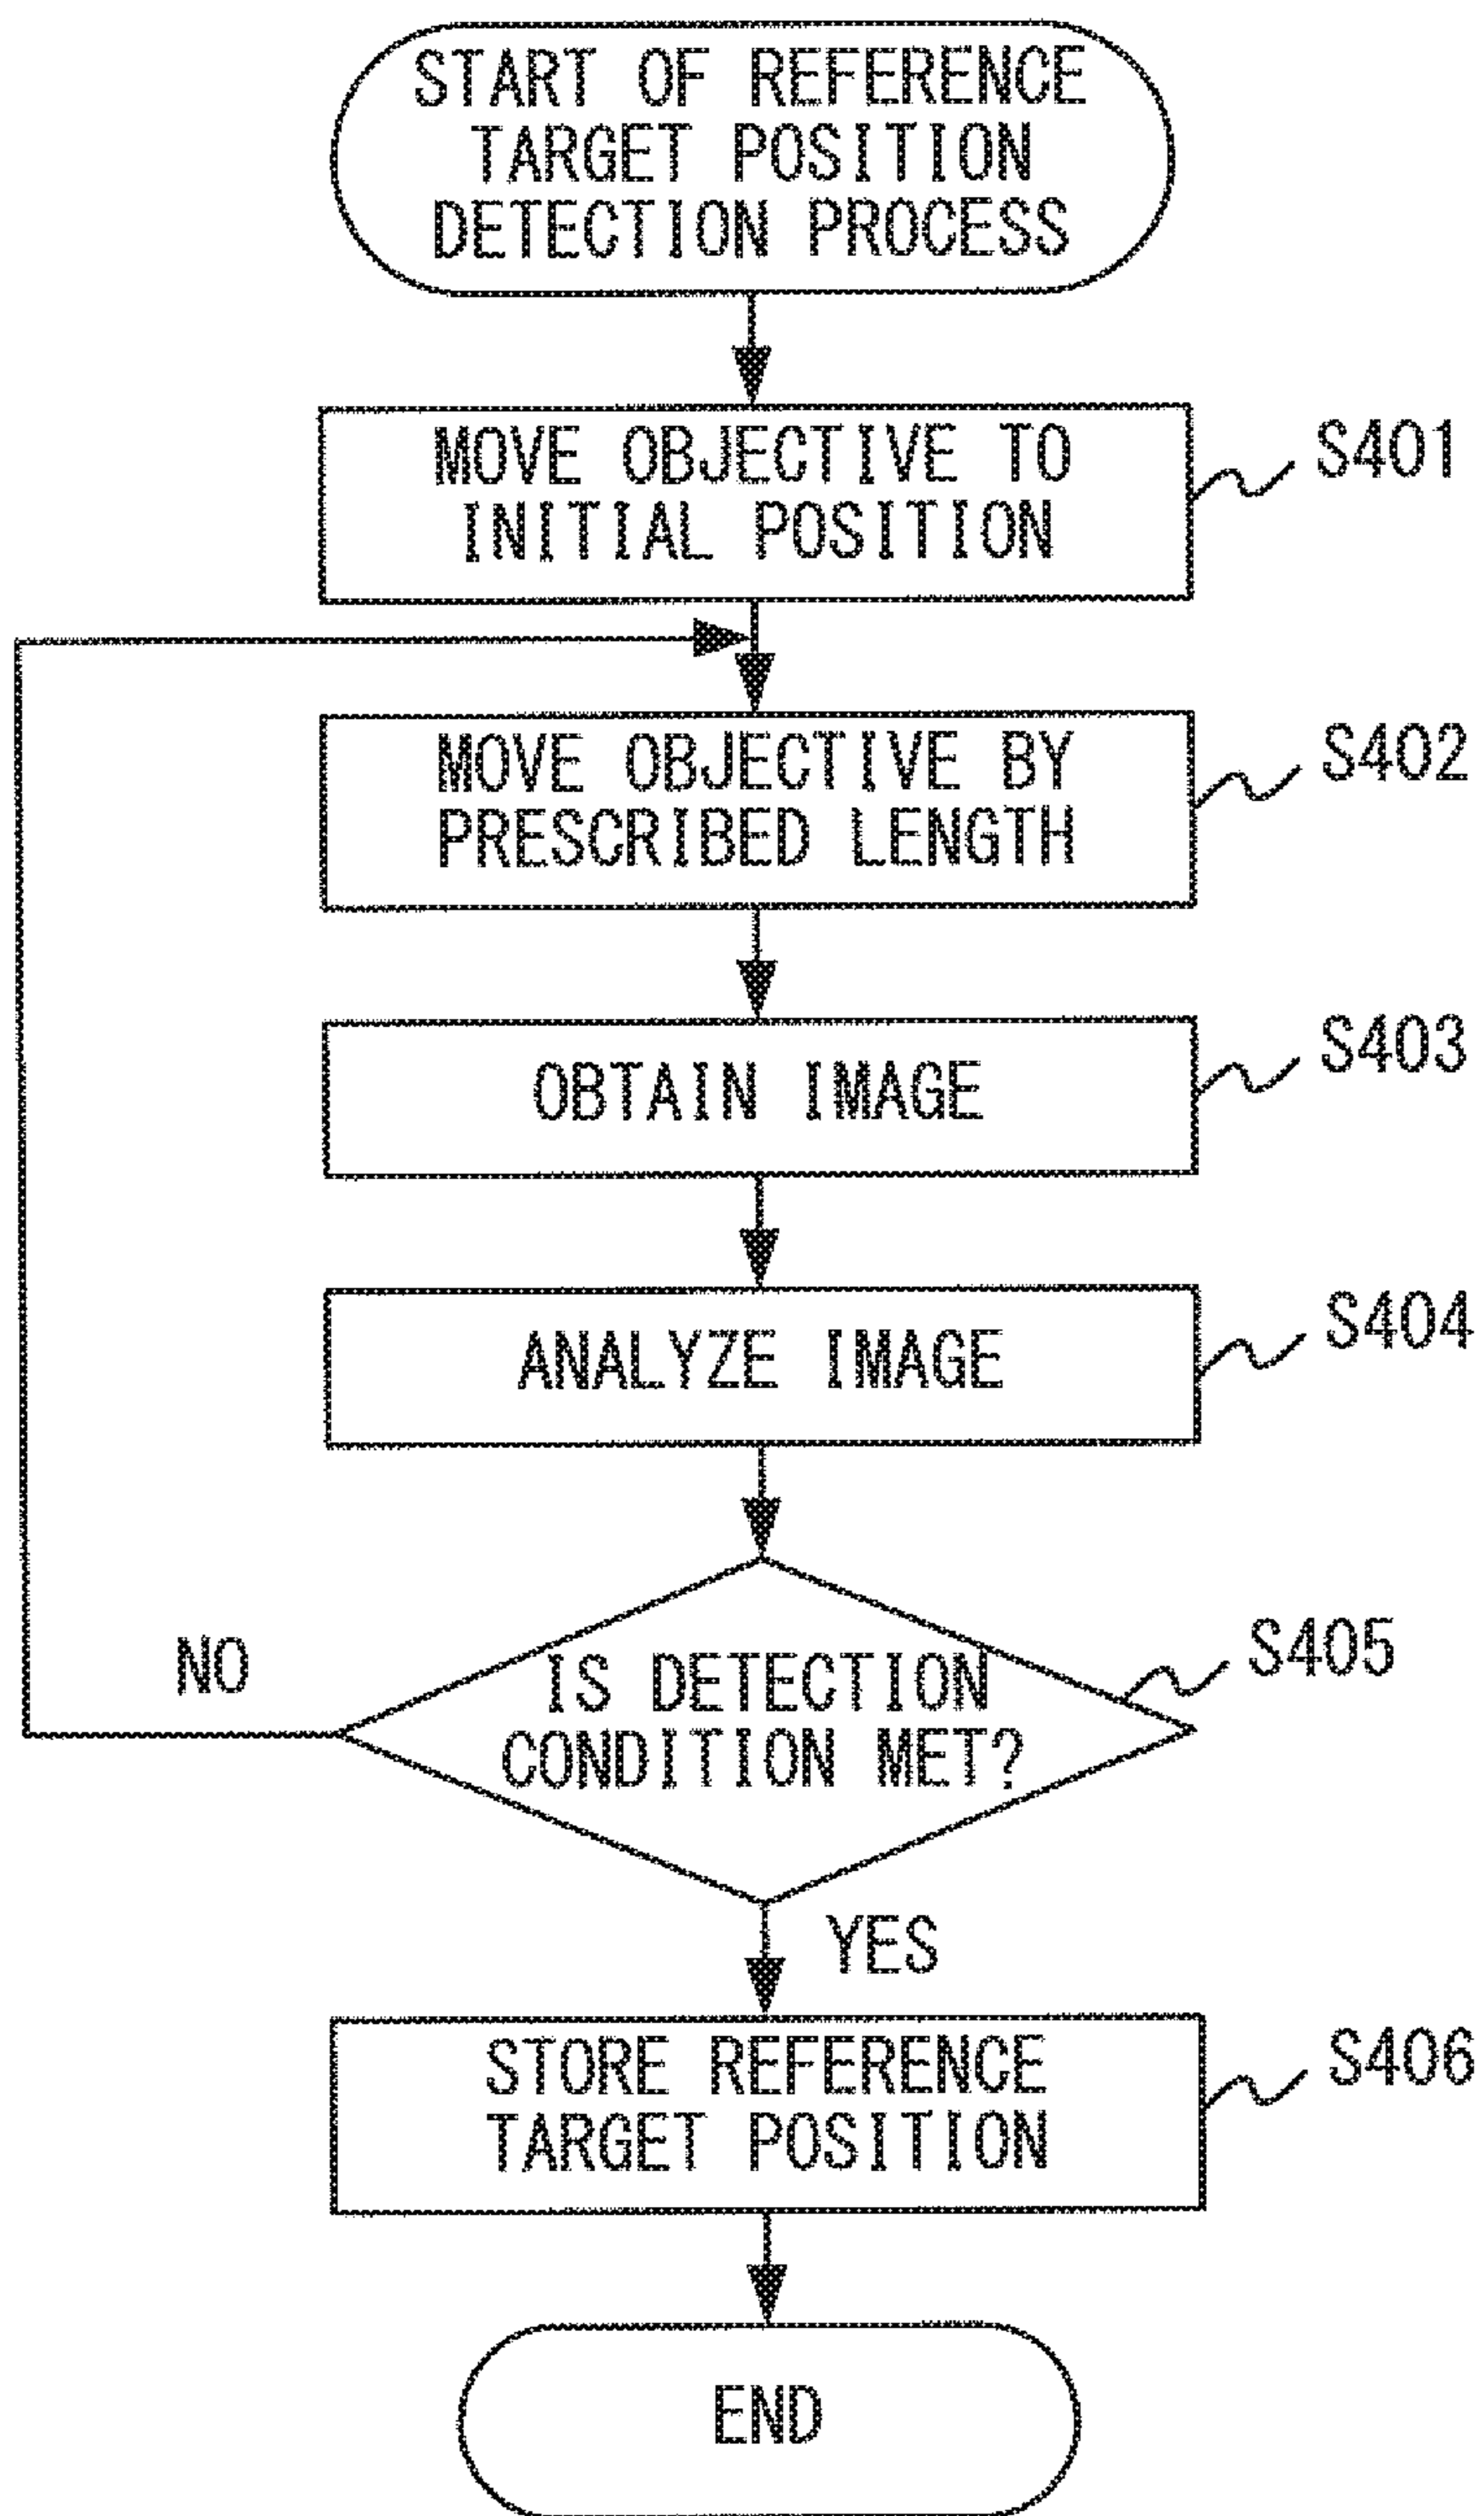 START OF REFERENCE
TARGET POSITION
DETECTION PROCESS
MOVE OBJECTIVE TO
INITIAL POSITION
S401
MOVE OBJECTIVE BY
PRESCRIBED LENGTH
S402
OBTAIN IMAGE
S403
ANALYZE IMAGE
S404
NO
IS DETECTION
CONDITION MET?
S405
YES
STORE REFERENCE
TARGET POSITION
S406
END